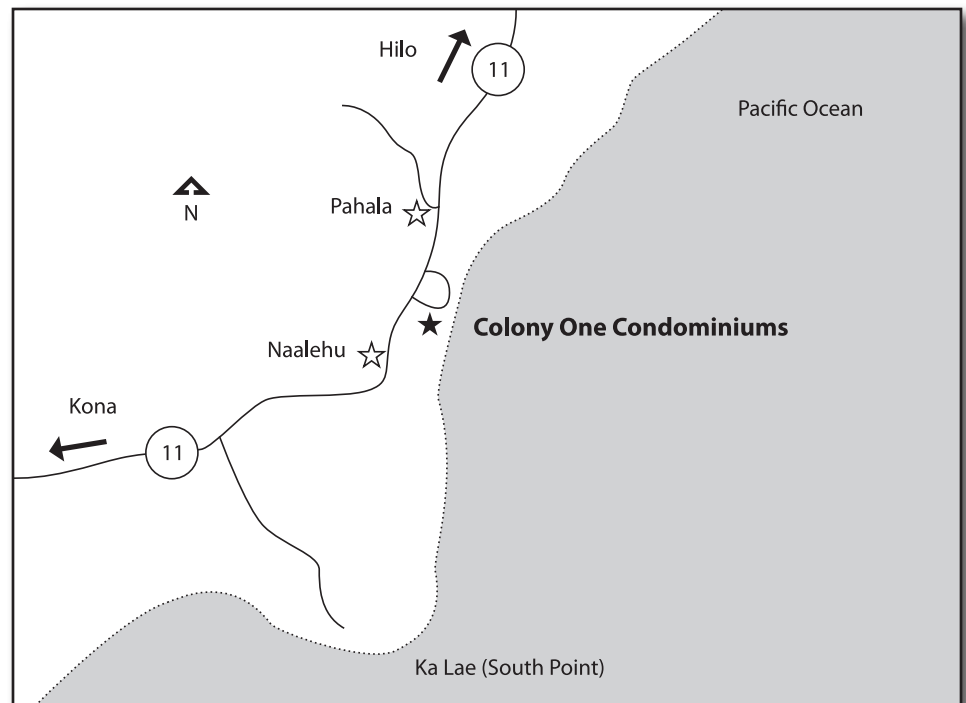 Hilo
11
Pacific Ocean
Pahala
N
Colony One Condominiums
Naalehu
Kona
11
Ka Lae (South Point)